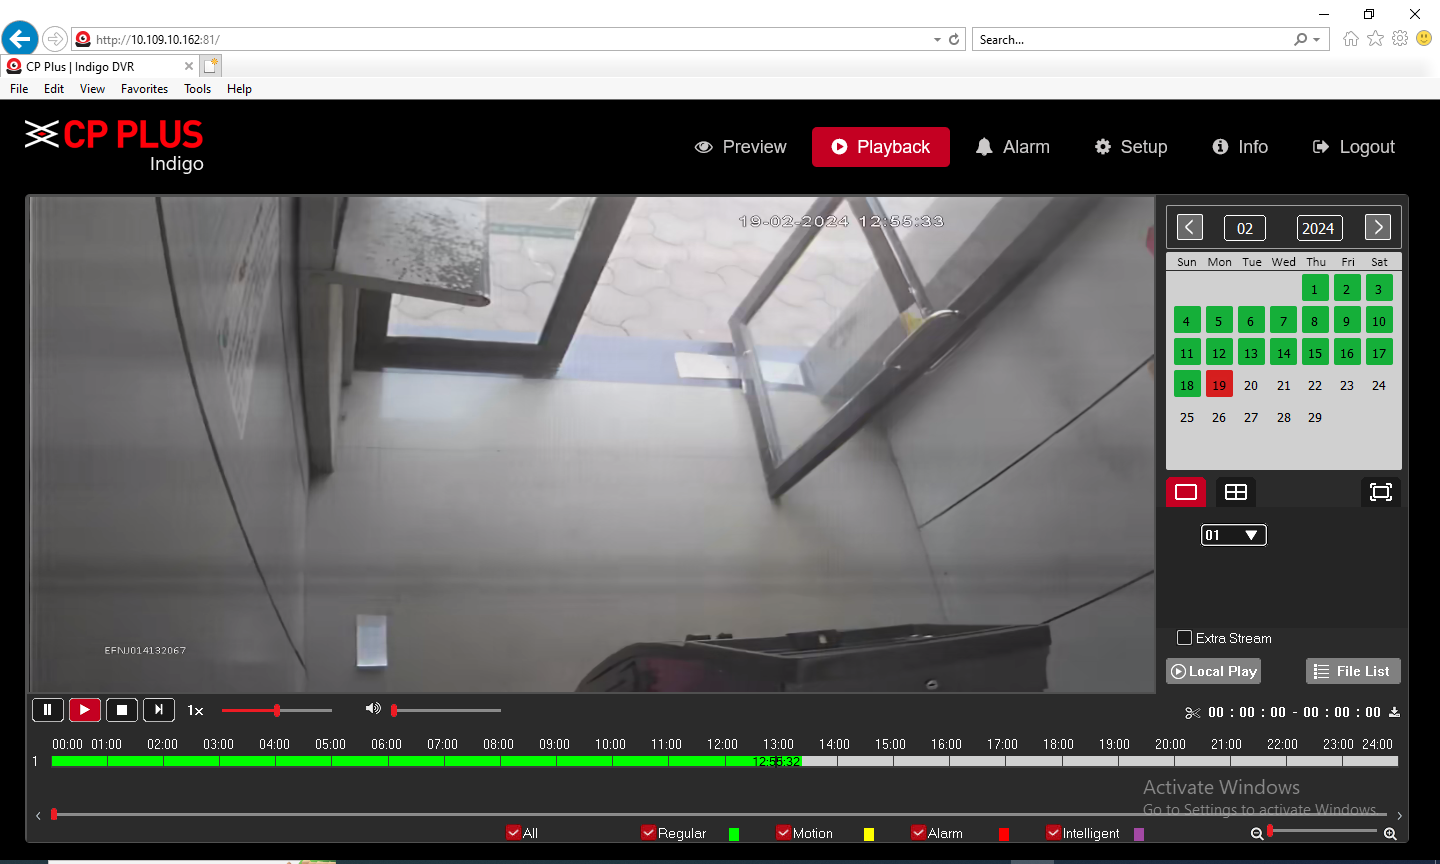 http://10.109.10.162:81/
Search...
CP Plus | Indigo DVR
File Edit View Favorites Tools Help
CP PLUS
Indigo
Preview Playback Alarm Setup Info Logout
19-02-2024 12:55:33
02 2024
Sun Mon Tue Wed Thu Fri Sat
1 2 3
4 5 6 7 8 9 10
11 12 13 14 15 16 17
18 19 20 21 22 23 24
25 26 27 28 29
01
Extra Stream
EFNJ014132067
Local Play File List
1x
00 : 00 : 00 - 00 : 00 : 00
00:00 01:00 02:00 03:00 04:00 05:00 06:00 07:00 08:00 09:00 10:00 11:00 12:00 13:00 14:00 15:00 16:00 17:00 18:00 19:00 20:00 21:00 22:00 23:00 24:00
1 12:55:32
Activate Windows
Go to Settings to activate Windows.
All Regular Motion Alarm Intelligent